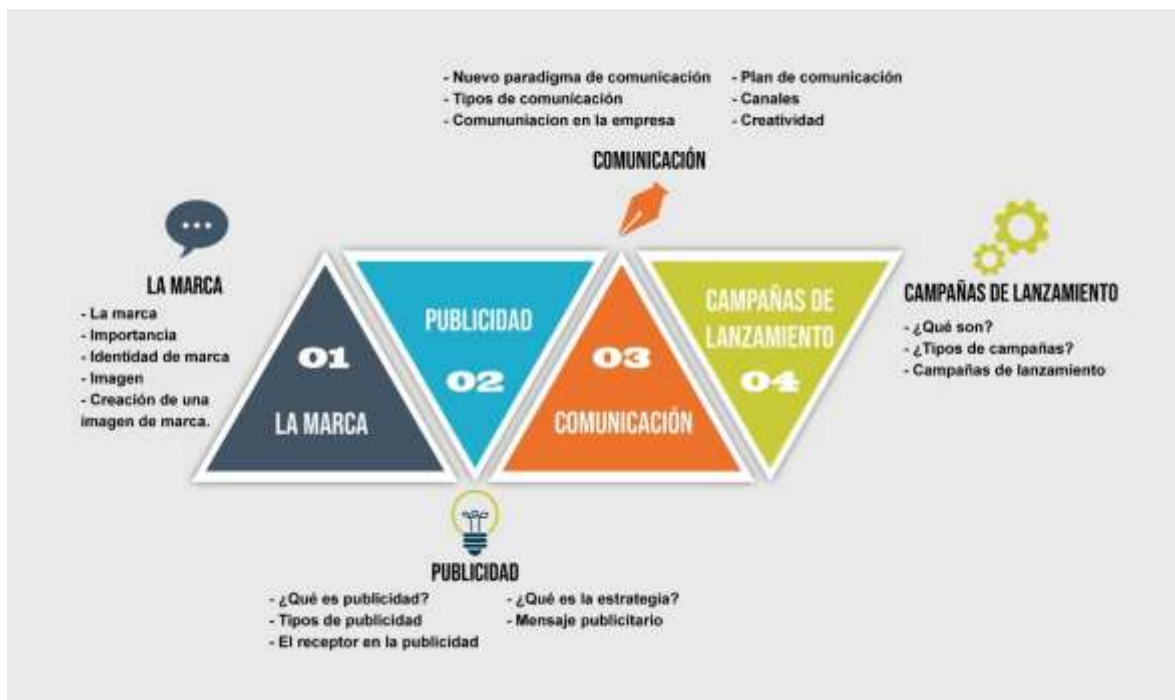 - Nuevo paradigma de comunicación
- Tipos de comunicación
- Comununiacion en la empresa
- Plan de comunicación
- Canales
- Creatividad
COMUNICACIÓN
LA MARCA
- La marca
- Importancia
- Identidad de marca
- Imagen
- Creación de una
imagen de marca.
01
LA MARCA
PUBLICIDAD
02
03
COMUNICACIÓN
CAMPAÑAS DE
LANZAMIENTO
04
CAMPAÑAS DE LANZAMIENTO
- ¿Qué son?
- ¿Tipos de campañas?
- Campañas de lanzamiento
PUBLICIDAD
- ¿Qué es publicidad?
- Tipos de publicidad
- El receptor en la publicidad
- ¿Qué es la estrategia?
- Mensaje publicitario